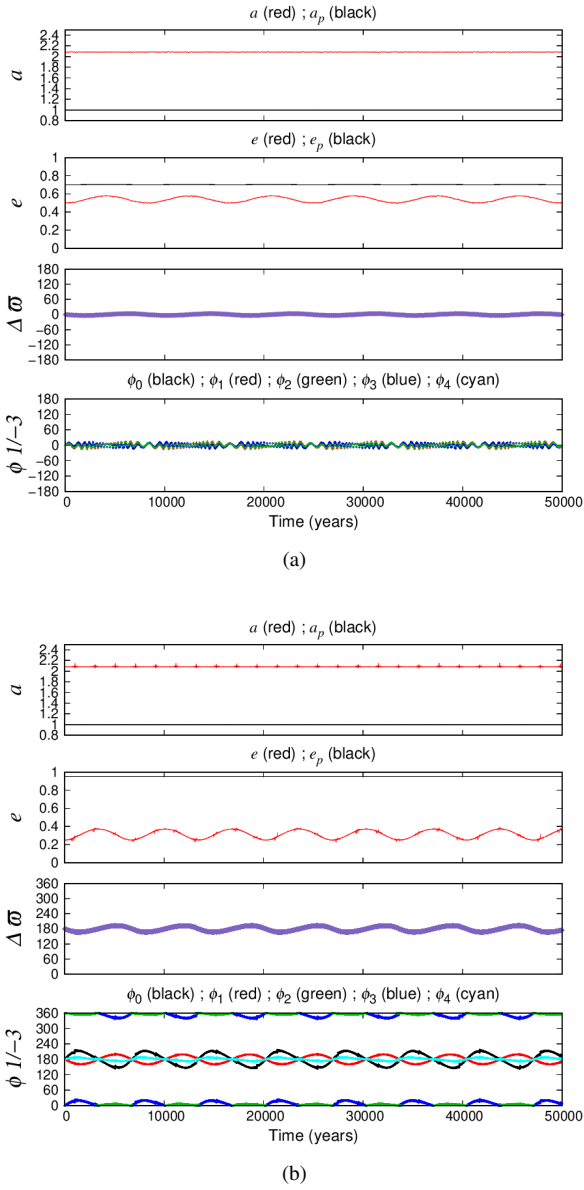 a (red) ; a_p (black)
2.4
2.2
2
1.8
1.6
1.4
1.2
1
0.8
a
e (red) ; e_p (black)
1
0.8
0.6
0.4
0.2
0
e
180
120
60
0
−60
−120
−180
Δϖ
ϕ_0 (black) ; ϕ_1 (red) ; ϕ_2 (green) ; ϕ_3 (blue) ; ϕ_4 (cyan)
180
120
60
0
−60
−120
−180
ϕ 1/−3
0 10000 20000 30000 40000 50000
Time (years)
(a)
a (red) ; a_p (black)
2.4
2.2
2
1.8
1.6
1.4
1.2
1
0.8
a
e (red) ; e_p (black)
1
0.8
0.6
0.4
0.2
0
e
360
300
240
180
120
60
0
Δϖ
ϕ_0 (black) ; ϕ_1 (red) ; ϕ_2 (green) ; ϕ_3 (blue) ; ϕ_4 (cyan)
360
300
240
180
120
60
0
ϕ 1/−3
0 10000 20000 30000 40000 50000
Time (years)
(b)